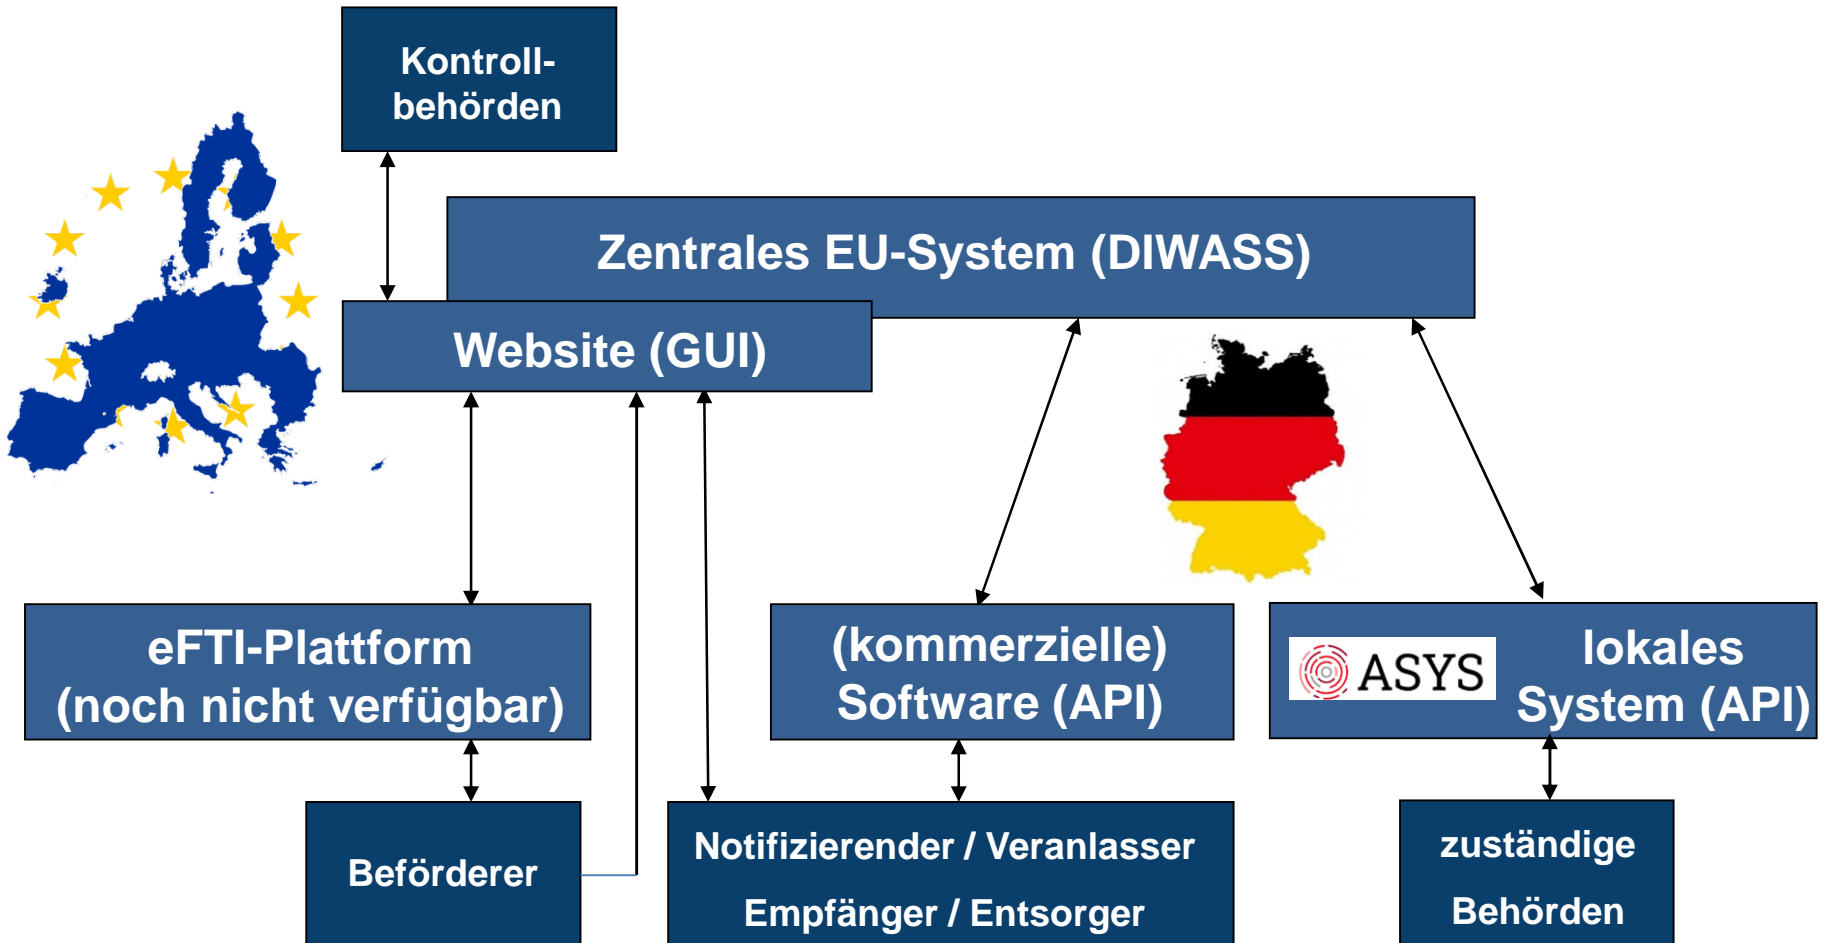 Kontroll-
behörden
Zentrales EU-System (DIWASS)
Website (GUI)
eFTI-Plattform
(noch nicht verfügbar)
(kommerzielle)
Software (API)
ASYS
lokales
System (API)
Beförderer
Notifizierender / Veranlasser
Empfänger / Entsorger
zuständige
Behörden